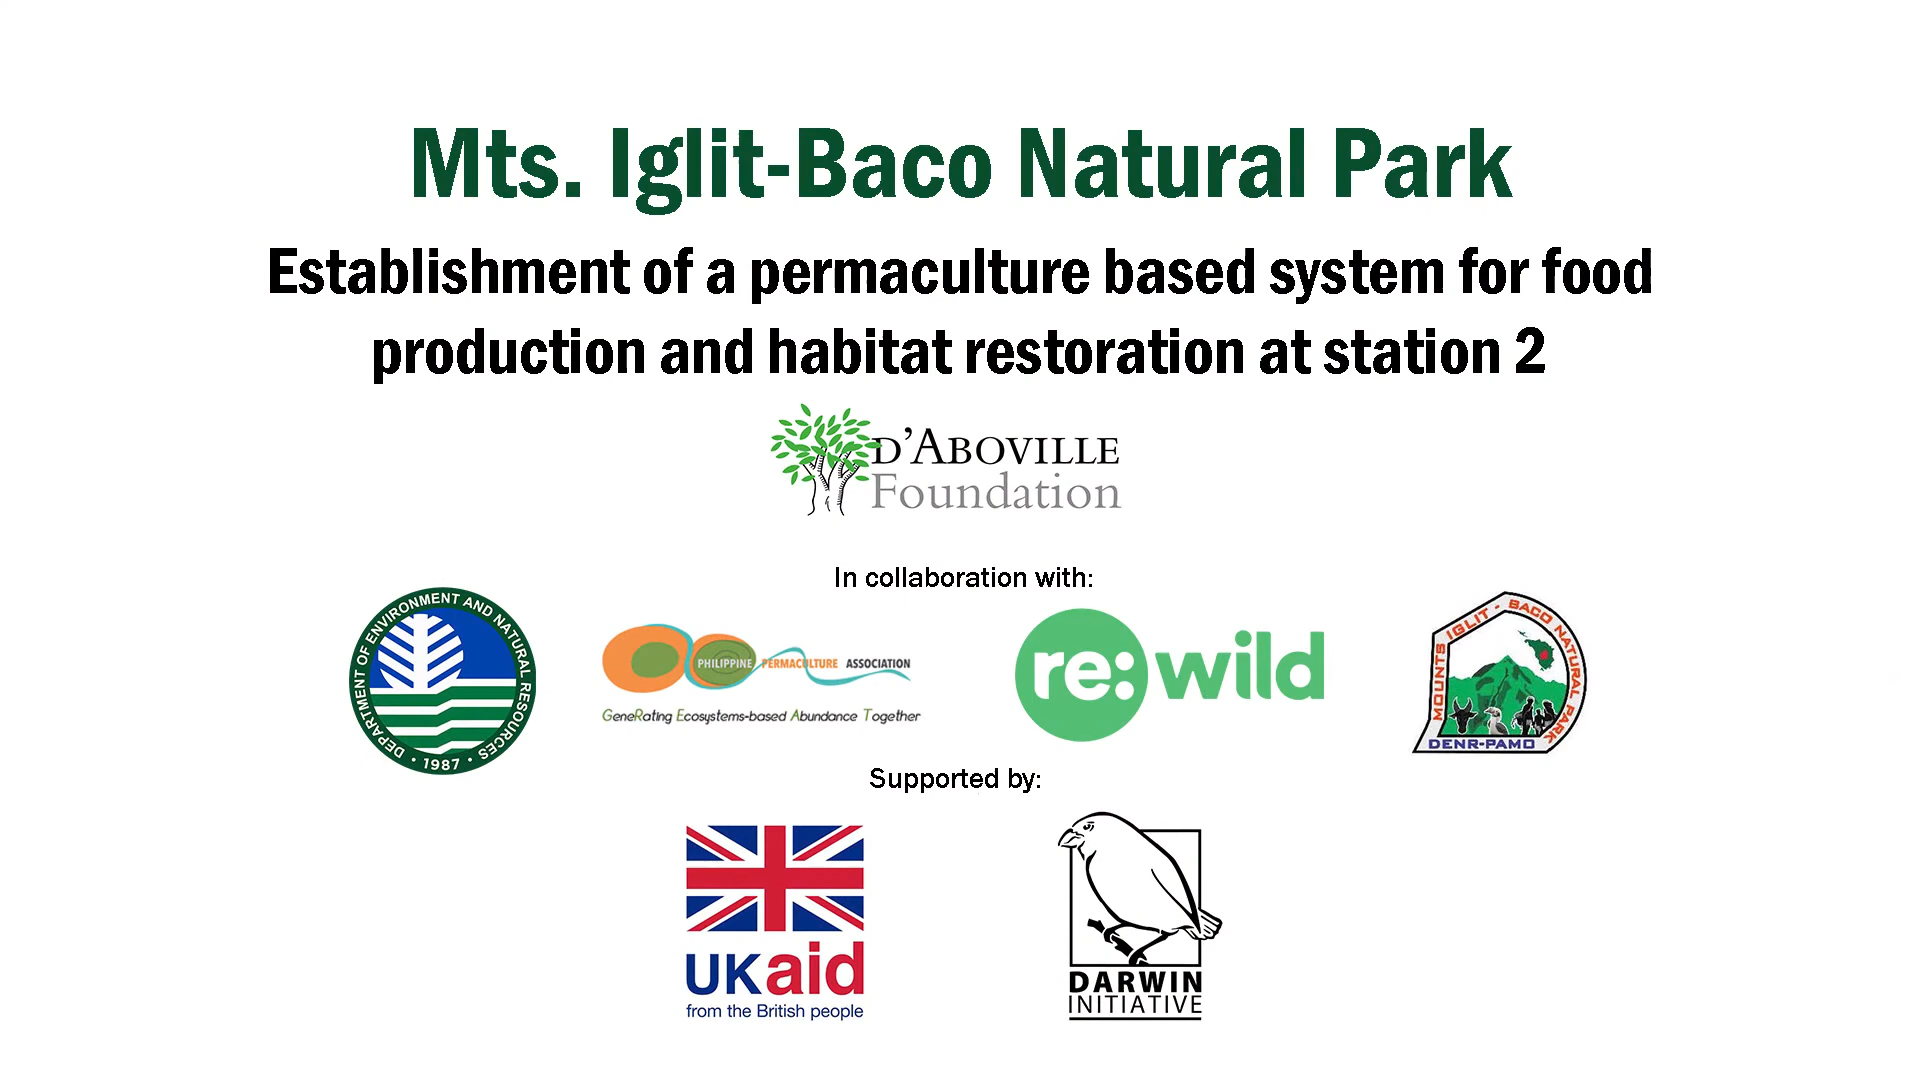 Mts. Iglit-Baco Natural Park
Establishment of a permaculture based system for food
production and habitat restoration at station 2
D'ABOVILLE
Foundation
In collaboration with:
DEPARTMENT OF ENVIRONMENT AND NATURAL RESOURCES
• 1987 •
PHILIPPINE PERMACULTURE ASSOCIATION
GeneRating Ecosystems-based Abundance Together
re:wild
MOUNTS IGLIT - BACO NATURAL PARK
DENR-PAMO
Supported by:
UKaid
from the British people
DARWIN
INITIATIVE